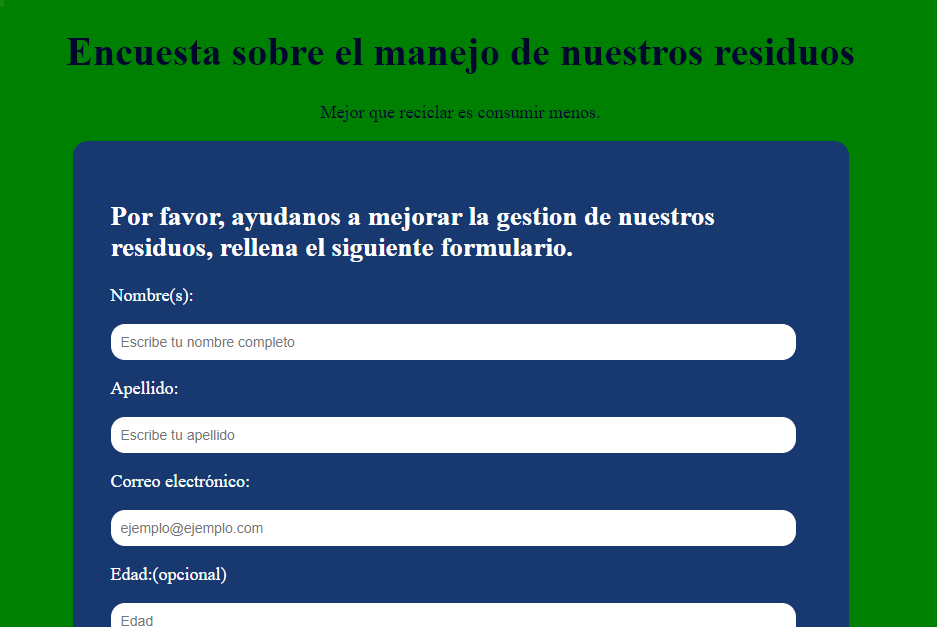 Encuesta sobre el manejo de nuestros residuos
Mejor que reciclar es consumir menos.
Por favor, ayudanos a mejorar la gestion de nuestros
residuos, rellena el siguiente formulario.
Nombre(s):
Escribe tu nombre completo
Apellido:
Escribe tu apellido
Correo electrónico:
ejemplo@ejemplo.com
Edad:(opcional)
Edad